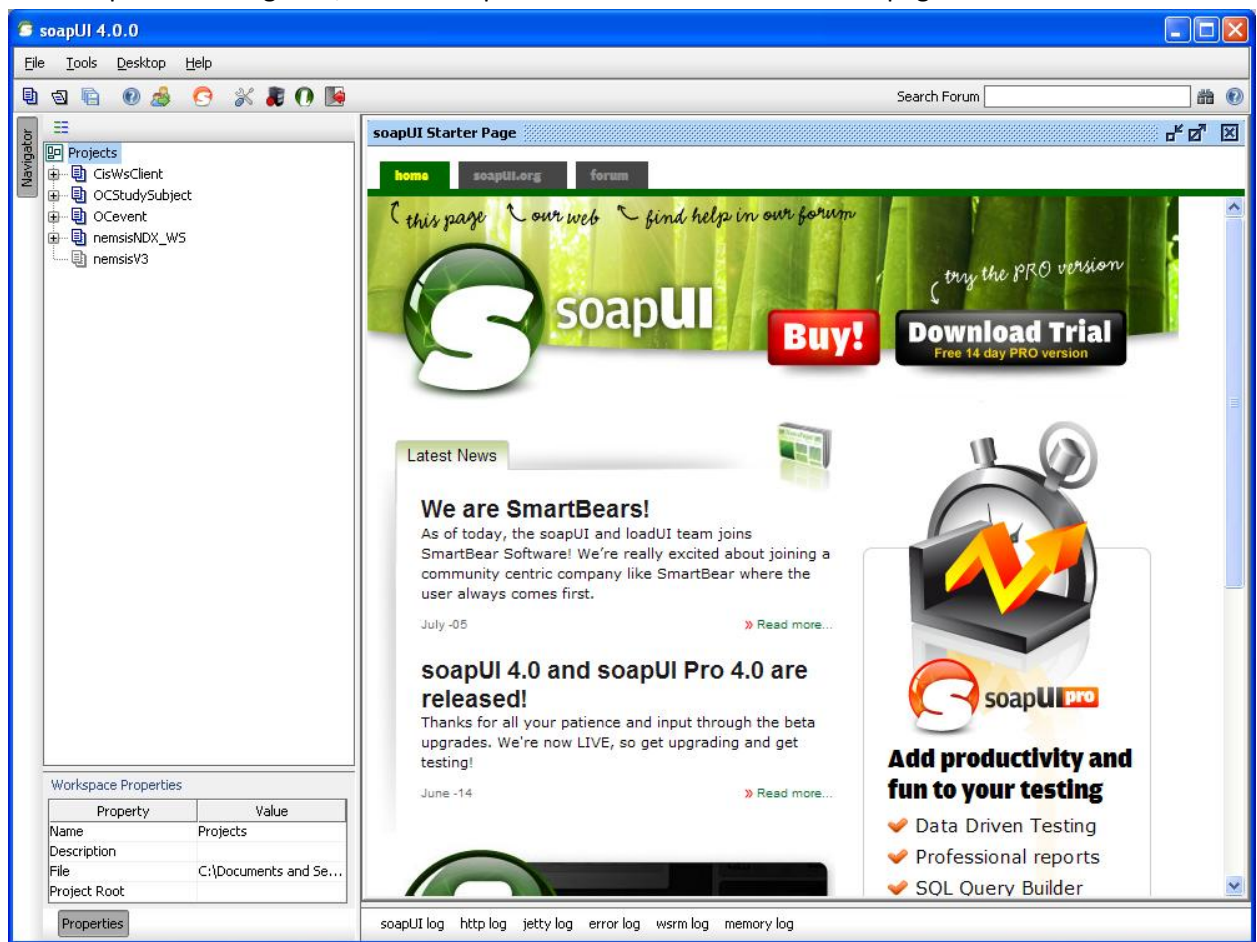 soapUI 4.0.0
File Tools Desktop Help
Search Forum
Navigator
Projects
CisWsClient
OCStudySubject
OCevent
nemsisNDX_WS
nemsisV3
Workspace Properties
Property Value
Name Projects
Description
File C:\Documents and Se...
Project Root
Properties
soapUI Starter Page
home soapUI.org forum
this page our web find help in our forum
try the PRO version
soapUI
Buy!
Download Trial
Free 14 day PRO version
Latest News
We are SmartBears!
As of today, the soapUI and loadUI team joins
SmartBear Software! We're really excited about joining a
community centric company like SmartBear where the
user always comes first.
July -05 » Read more...
soapUI 4.0 and soapUI Pro 4.0 are
released!
Thanks for all your patience and input through the beta
upgrades. We're now LIVE, so get upgrading and get
testing!
June -14 » Read more...
soapUI pro
Add productivity and
fun to your testing
Data Driven Testing
Professional reports
SQL Query Builder
soapUI log http log jetty log error log wsrm log memory log